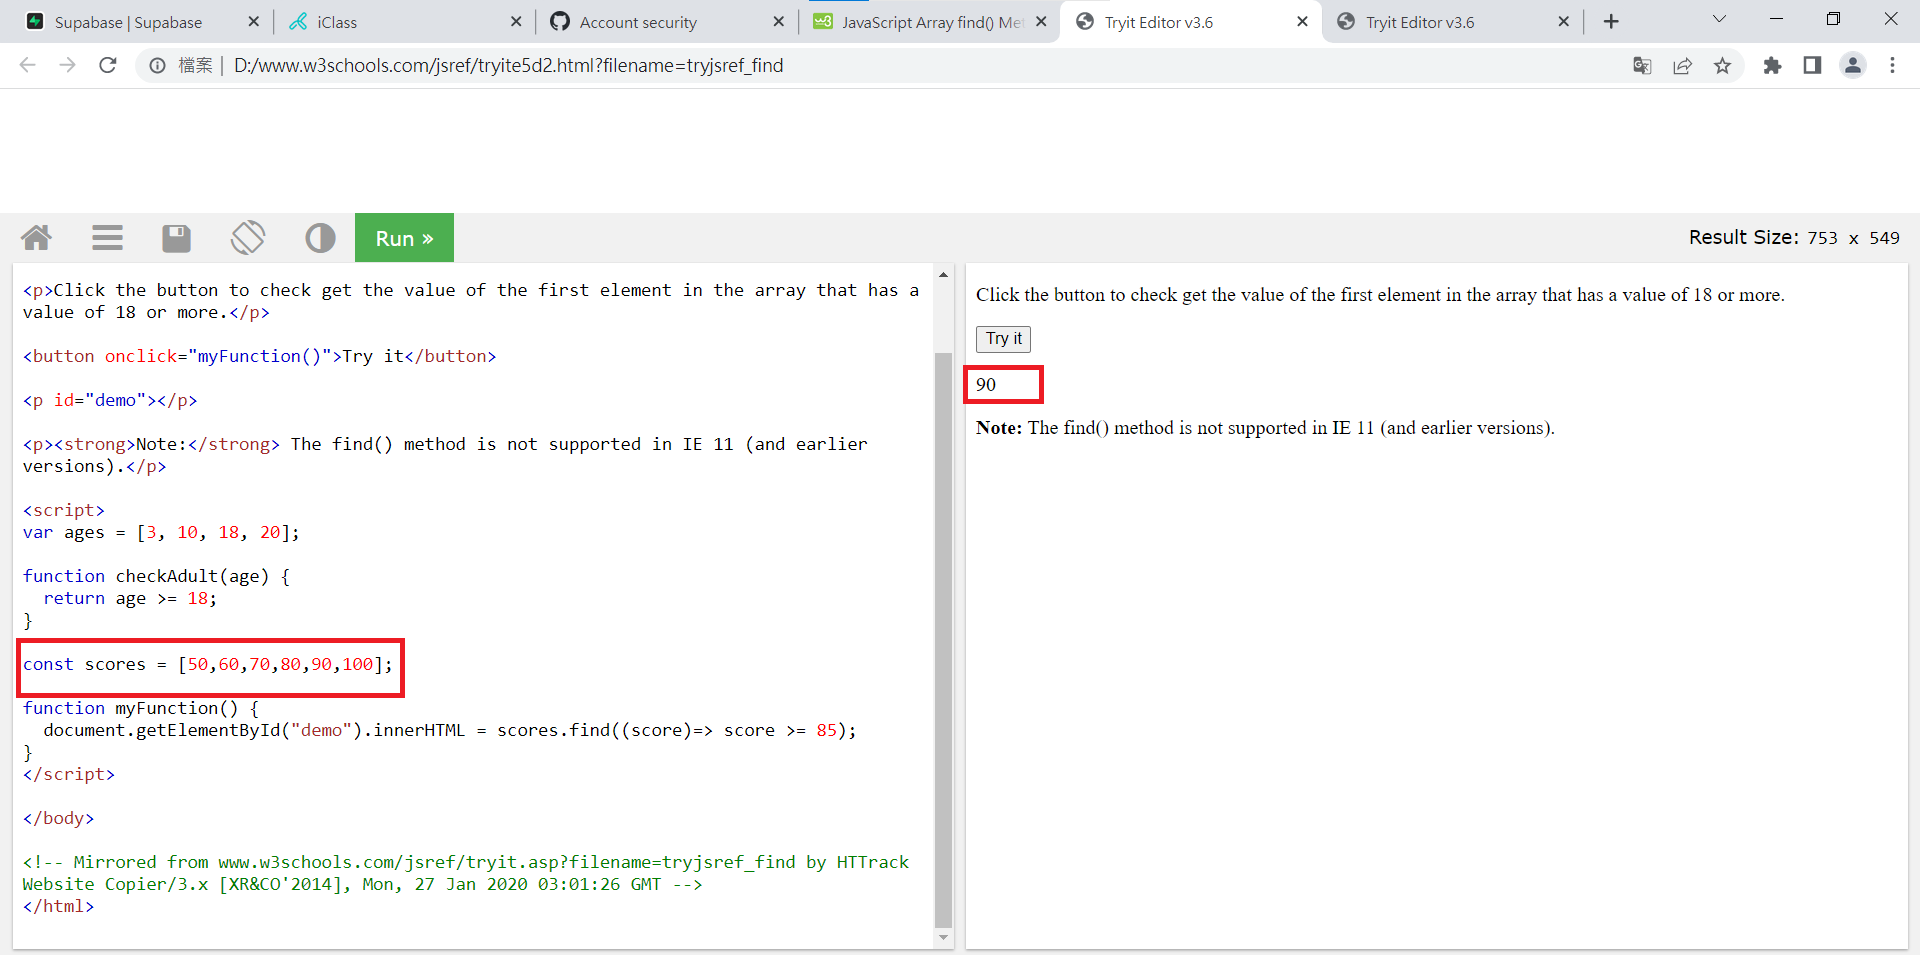 Supabase | Supabase
iClass
Account security
JavaScript Array find() Met
Tryit Editor v3.6
Tryit Editor v3.6
檔案 | D:/www.w3schools.com/jsref/tryite5d2.html?filename=tryjsref_find
Run »
Result Size: 753 x 549
<p>Click the button to check get the value of the first element in the array that has a
value of 18 or more.</p>
<button onclick="myFunction()">Try it</button>
<p id="demo"></p>
<p><strong>Note:</strong> The find() method is not supported in IE 11 (and earlier
versions).</p>
<script>
var ages = [3, 10, 18, 20];
function checkAdult(age) {
  return age >= 18;
}
const scores = [50,60,70,80,90,100];
function myFunction() {
  document.getElementById("demo").innerHTML = scores.find((score)=> score >= 85);
}
</script>
</body>
<!-- Mirrored from www.w3schools.com/jsref/tryit.asp?filename=tryjsref_find by HTTrack
Website Copier/3.x [XR&CO'2014], Mon, 27 Jan 2020 03:01:26 GMT -->
</html>
Click the button to check get the value of the first element in the array that has a value of 18 or more.
Try it
90
Note: The find() method is not supported in IE 11 (and earlier versions).